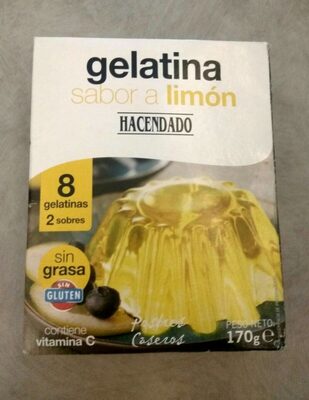 gelatina
sabor a limón
HACENDADO
8
gelatinas
2 sobres
sin
grasa
SIN
GLUTEN
contiene
vitamina C
Postres
Caseros
PESO NETO
170g e